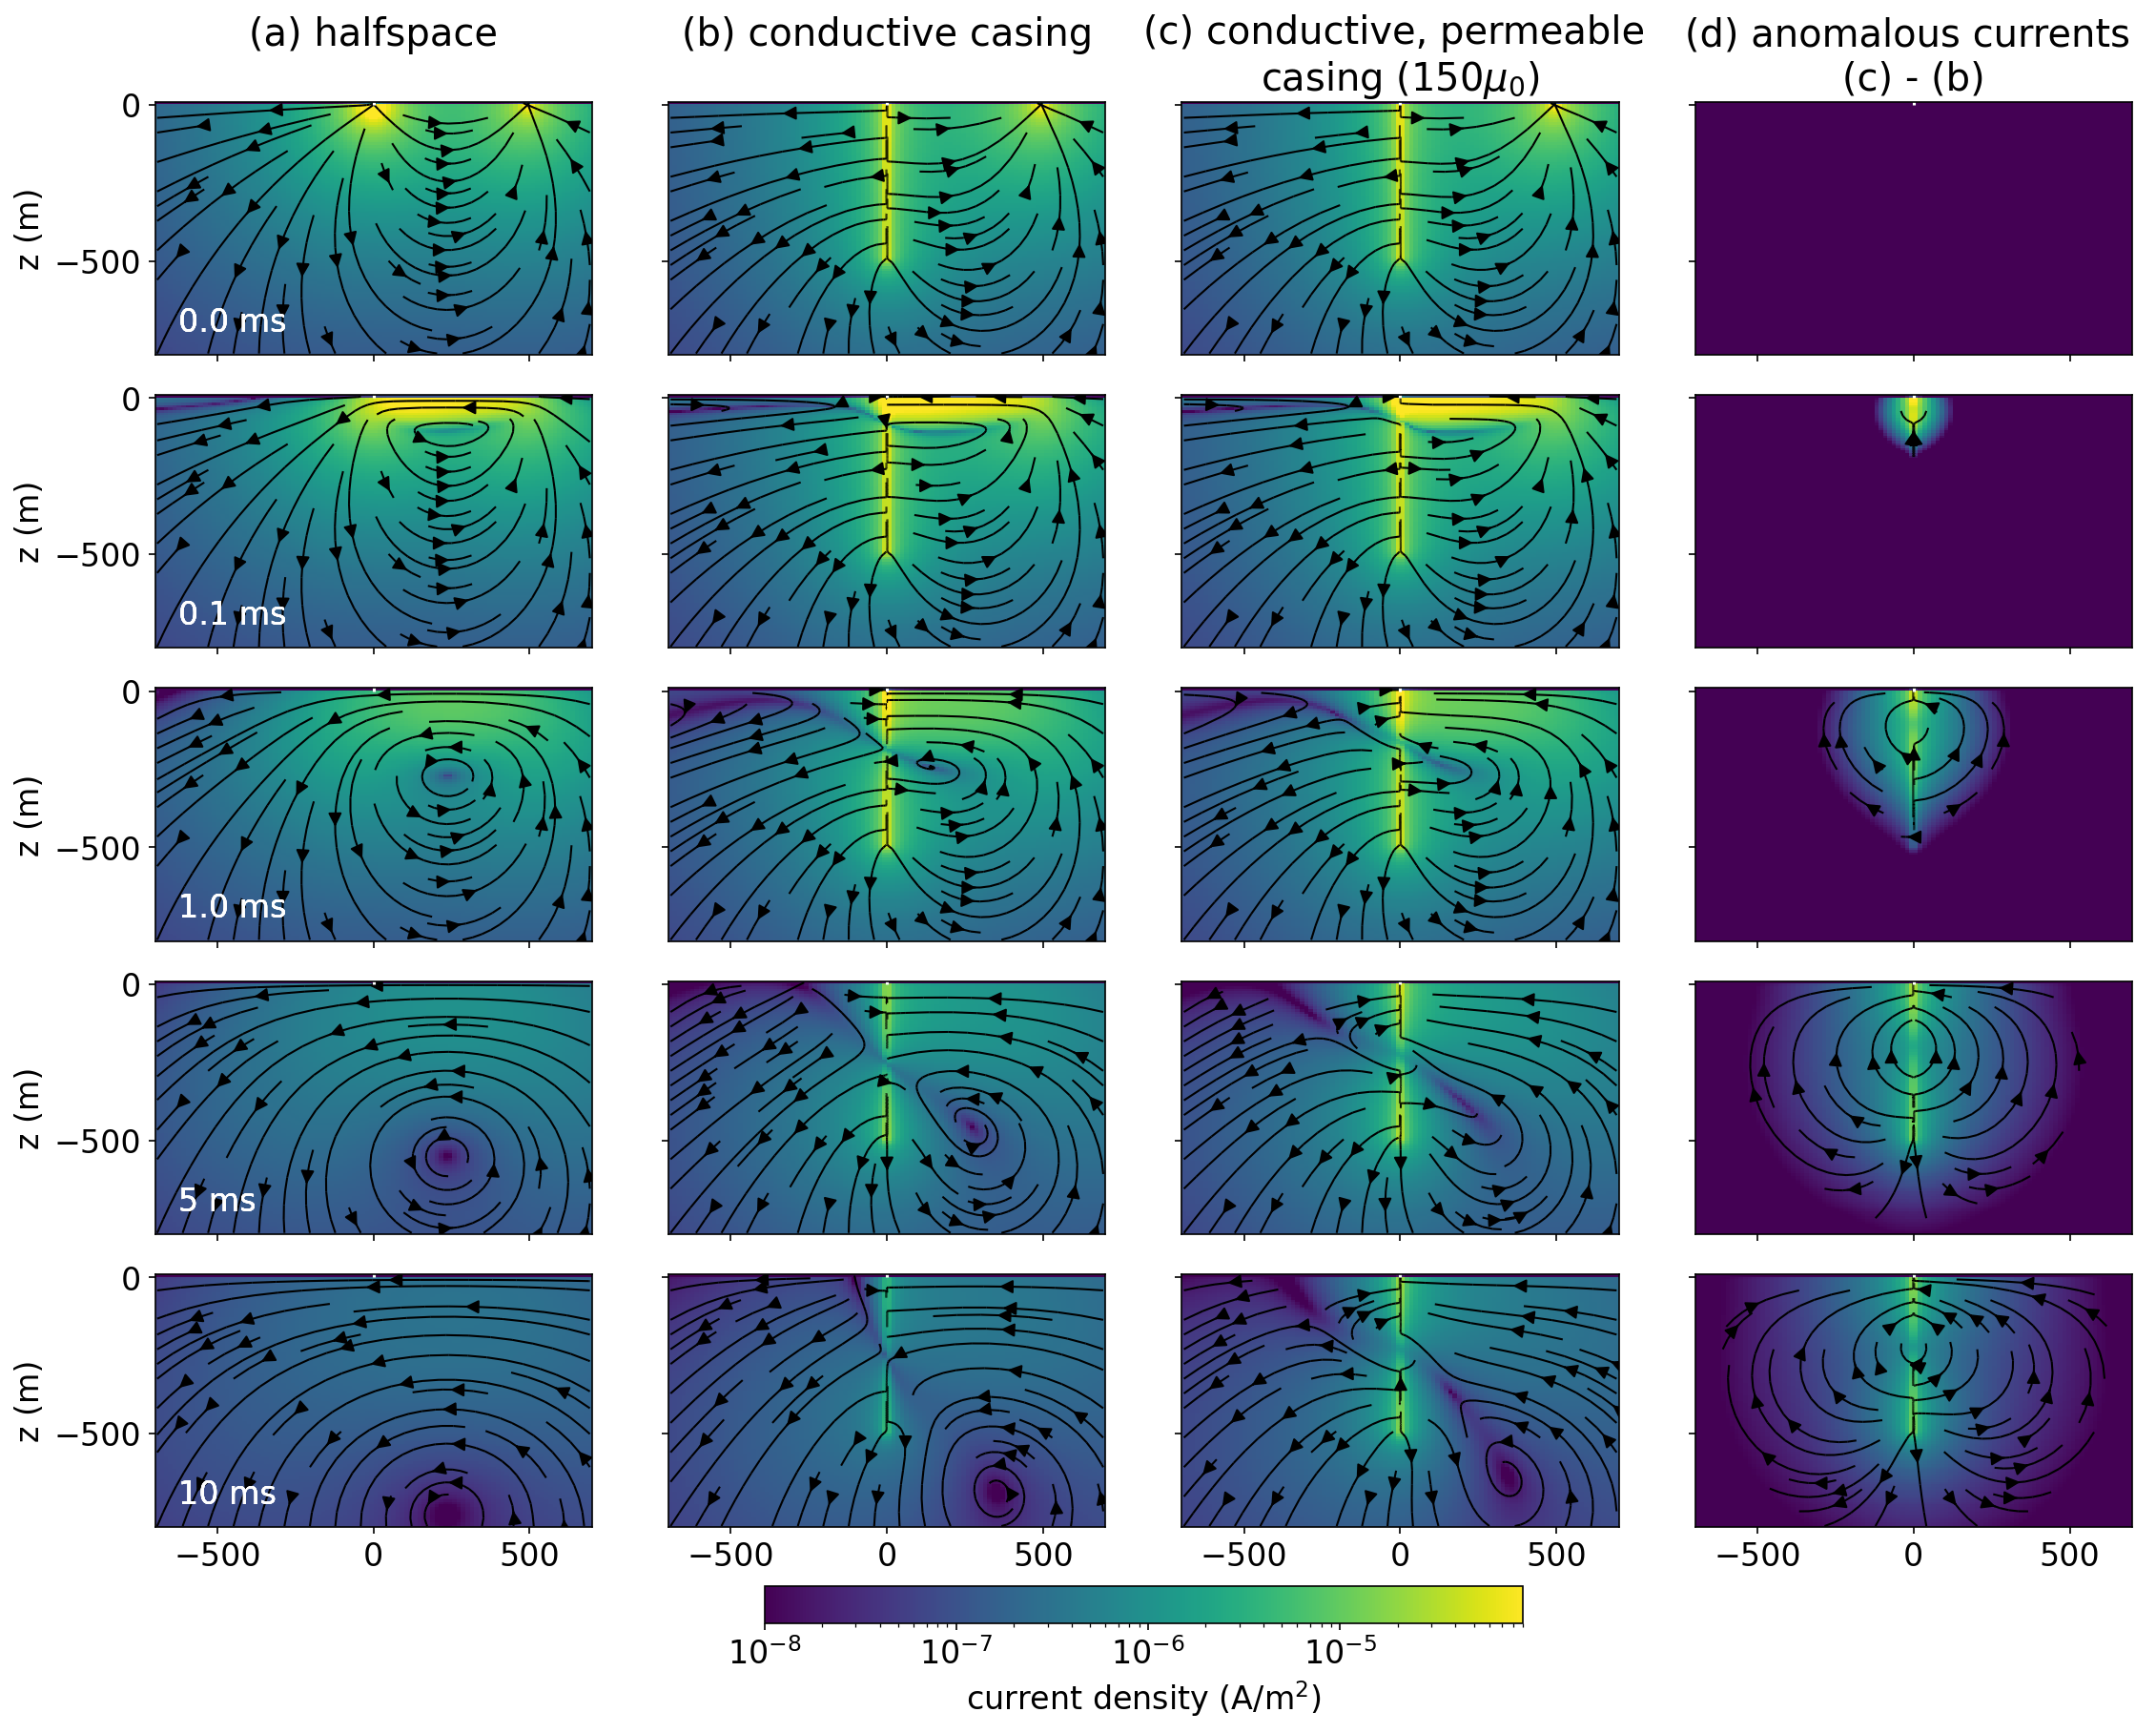 (a) halfspace
(b) conductive casing
(c) conductive, permeable
casing (150μ₀)
(d) anomalous currents
(c) - (b)
0
−500
z (m)
0.0 ms
0
−500
z (m)
0.1 ms
0
−500
z (m)
1.0 ms
0
−500
z (m)
5 ms
0
−500
z (m)
10 ms
−500 0 500
−500 0 500
−500 0 500
−500 0 500
10⁻⁸ 10⁻⁷ 10⁻⁶ 10⁻⁵
current density (A/m²)